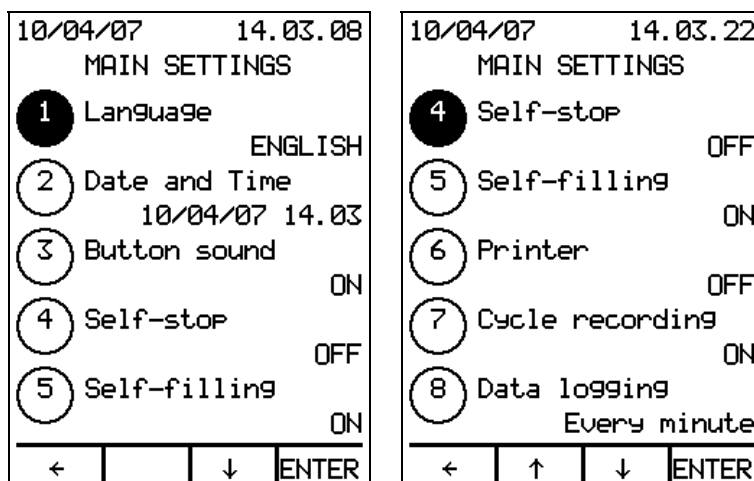 10/04/07 14.03.08
MAIN SETTINGS
1 Language
ENGLISH
2 Date and Time
10/04/07 14.03
3 Button sound
ON
4 Self-stop
OFF
5 Self-filling
ON
← ↓ ENTER
10/04/07 14.03.22
MAIN SETTINGS
4 Self-stop
OFF
5 Self-filling
ON
6 Printer
OFF
7 Cycle recording
ON
8 Data logging
Every minute
← ↑ ↓ ENTER